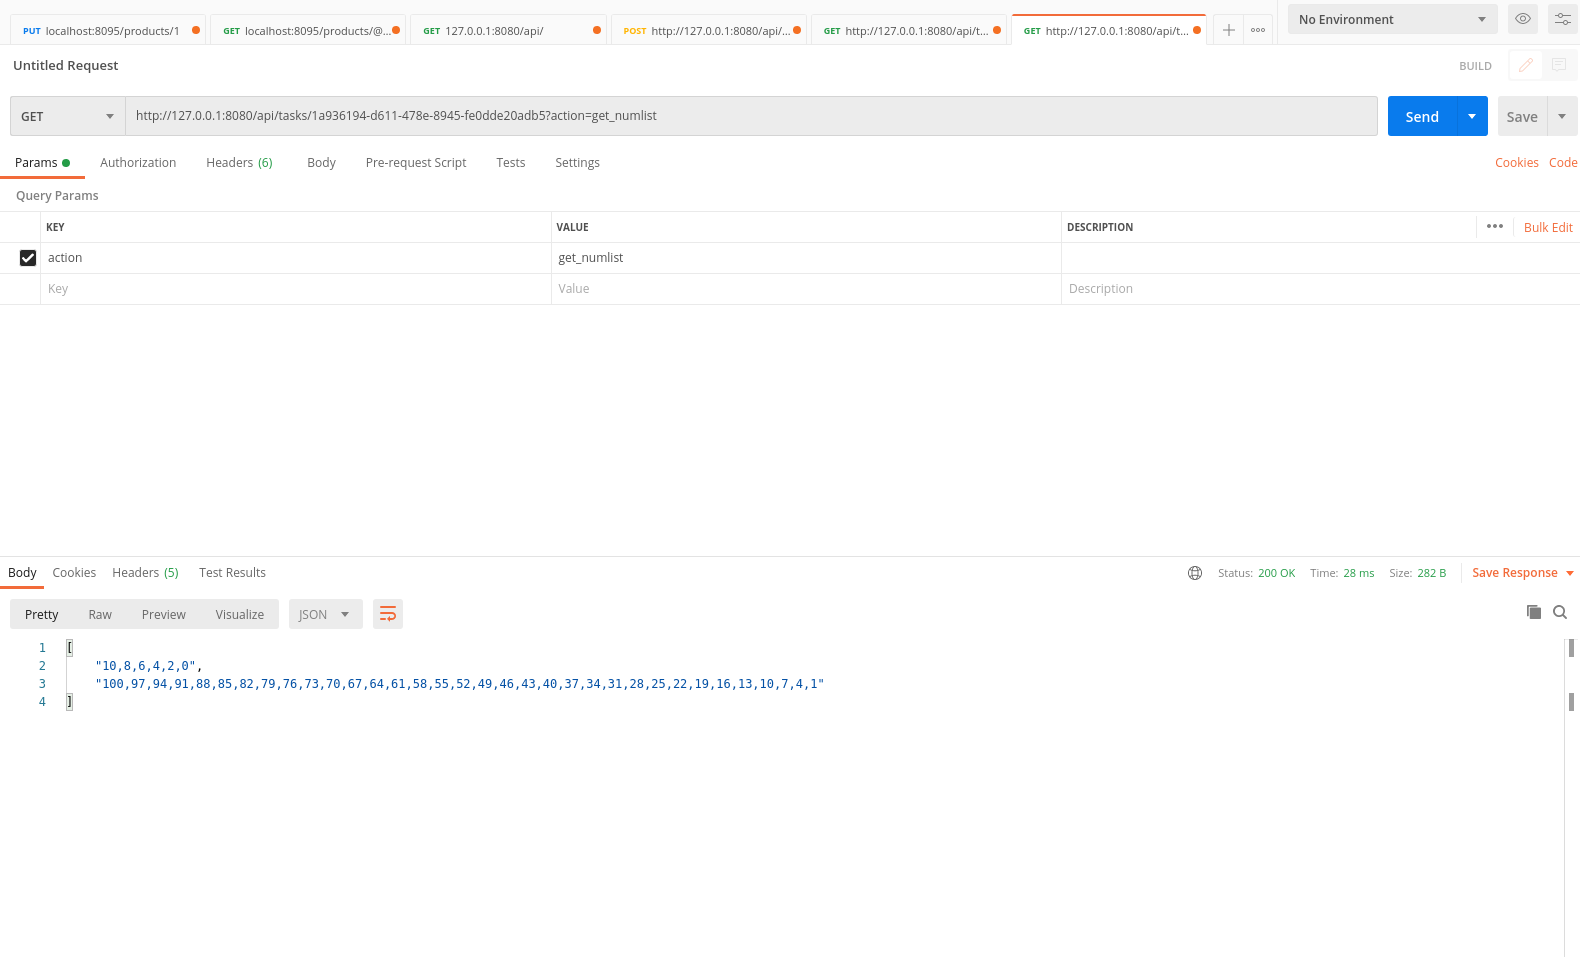 PUT localhost:8095/products/1 GET localhost:8095/products/@... GET 127.0.0.1:8080/api/ POST http://127.0.0.1:8080/api/... GET http://127.0.0.1:8080/api/t... GET http://127.0.0.1:8080/api/t... No Environment
Untitled Request BUILD
GET http://127.0.0.1:8080/api/tasks/1a936194-d611-478e-8945-fe0dde20adb5?action=get_numlist Send Save
Params Authorization Headers (6) Body Pre-request Script Tests Settings Cookies Code
Query Params
KEY VALUE DESCRIPTION Bulk Edit
action get_numlist
Key Value Description
Body Cookies Headers (5) Test Results Status: 200 OK Time: 28 ms Size: 282 B Save Response
Pretty Raw Preview Visualize JSON
1 [
2 "10,8,6,4,2,0",
3 "100,97,94,91,88,85,82,79,76,73,70,67,64,61,58,55,52,49,46,43,40,37,34,31,28,25,22,19,16,13,10,7,4,1"
4 ]